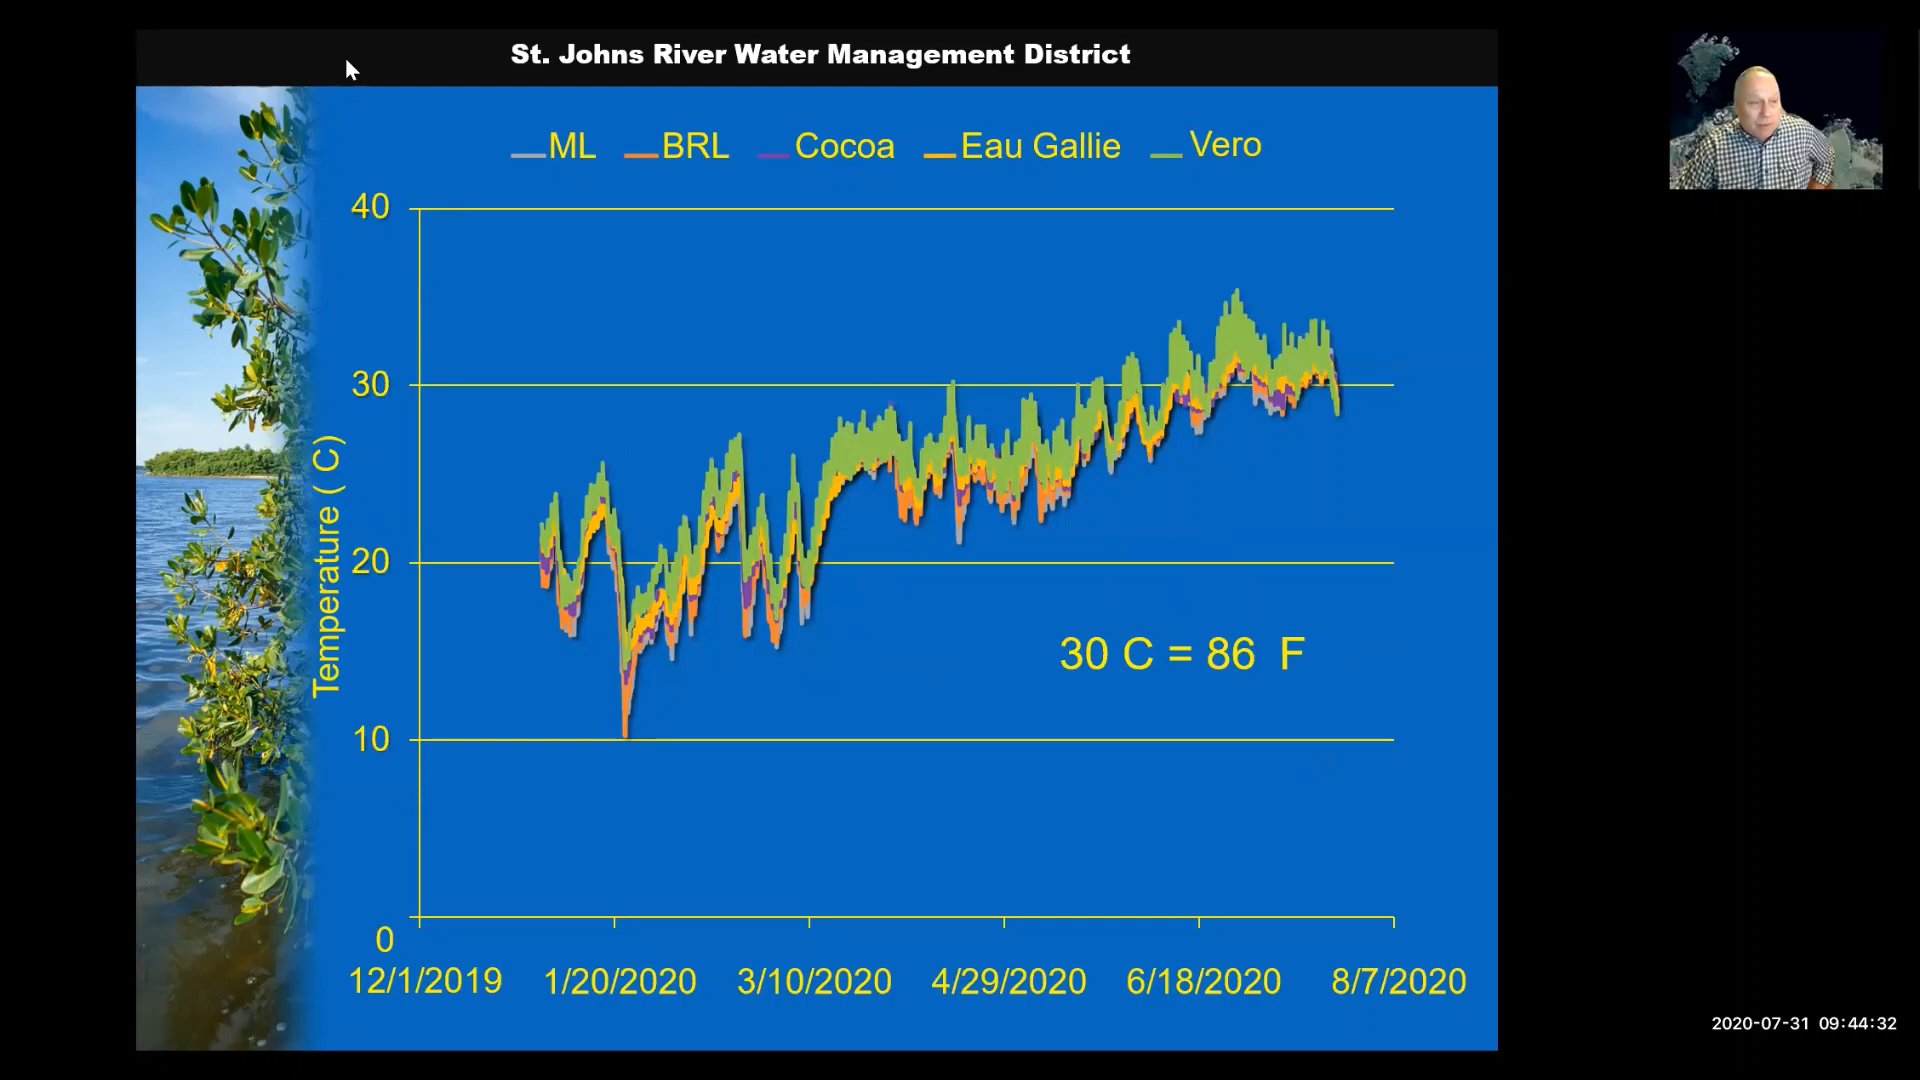 St. Johns River Water Management District
ML BRL Cocoa Eau Gallie Vero
40
30
20
10
0
Temperature ( C)
30 C = 86 F
12/1/2019 1/20/2020 3/10/2020 4/29/2020 6/18/2020 8/7/2020
2020-07-31 09:44:32